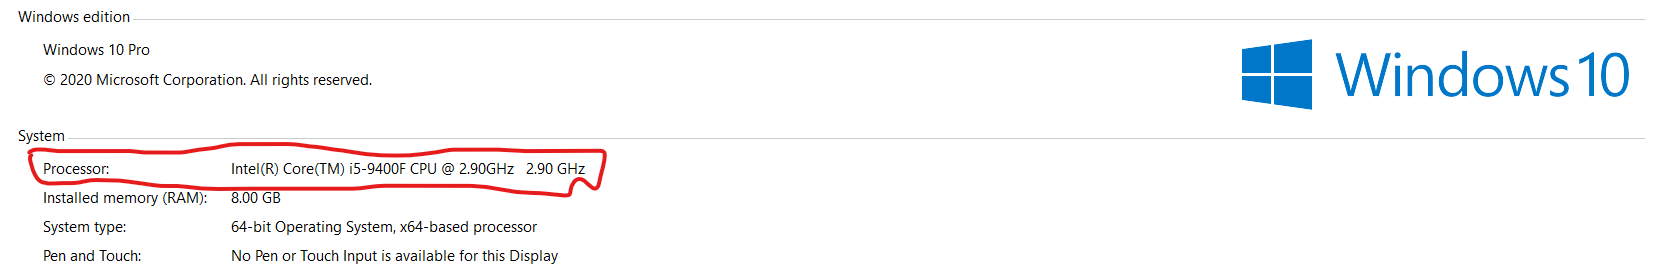 Windows edition
Windows 10 Pro
© 2020 Microsoft Corporation. All rights reserved.
Windows 10
System
Processor: Intel(R) Core(TM) i5-9400F CPU @ 2.90GHz 2.90 GHz
Installed memory (RAM): 8.00 GB
System type: 64-bit Operating System, x64-based processor
Pen and Touch: No Pen or Touch Input is available for this Display